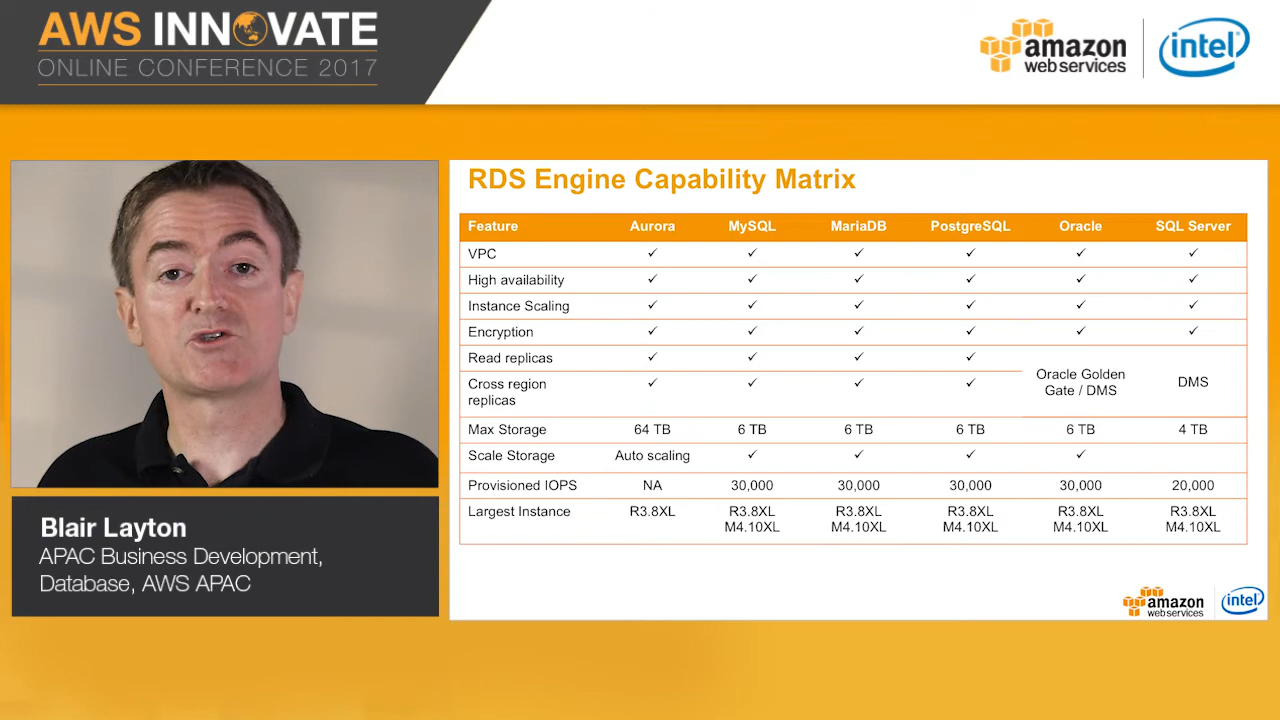 AWS INNOVATE
ONLINE CONFERENCE 2017
amazon
web services
intel
RDS Engine Capability Matrix
Feature Aurora MySQL MariaDB PostgreSQL Oracle SQL Server
VPC ✓ ✓ ✓ ✓ ✓ ✓
High availability ✓ ✓ ✓ ✓ ✓ ✓
Instance Scaling ✓ ✓ ✓ ✓ ✓ ✓
Encryption ✓ ✓ ✓ ✓ ✓ ✓
Read replicas ✓ ✓ ✓ ✓
Cross region
replicas ✓ ✓ ✓ ✓
Oracle Golden
Gate / DMS
DMS
Max Storage 64 TB 6 TB 6 TB 6 TB 6 TB 4 TB
Scale Storage Auto scaling ✓ ✓ ✓ ✓
Provisioned IOPS NA 30,000 30,000 30,000 30,000 20,000
Largest Instance R3.8XL R3.8XL R3.8XL R3.8XL R3.8XL R3.8XL
M4.10XL M4.10XL M4.10XL M4.10XL M4.10XL
Blair Layton
APAC Business Development,
Database, AWS APAC
amazon
web services
intel